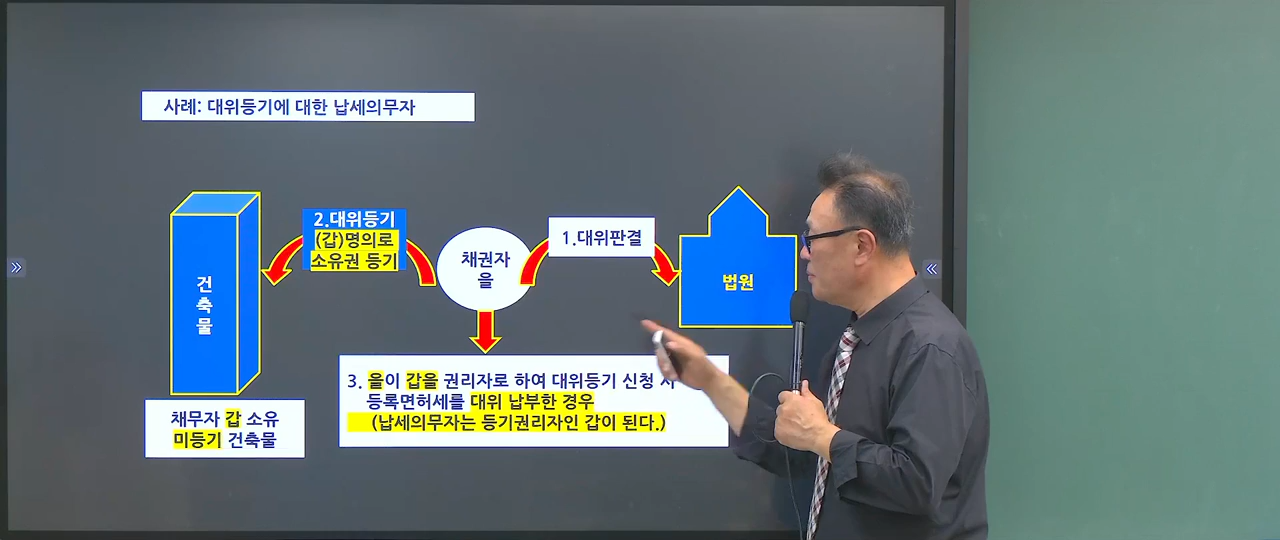 사례: 대위등기에 대한 납세의무자
2.대위등기
(갑)명의로
소유권 등기
채권자
을
1.대위판결
법원
건
축
물
채무자 갑 소유
미등기 건축물
3. 을이 갑을 권리자로 하여 대위등기 신청 시
등록면허세를 대위 납부한 경우
(납세의무자는 등기권리자인 갑이 된다.)